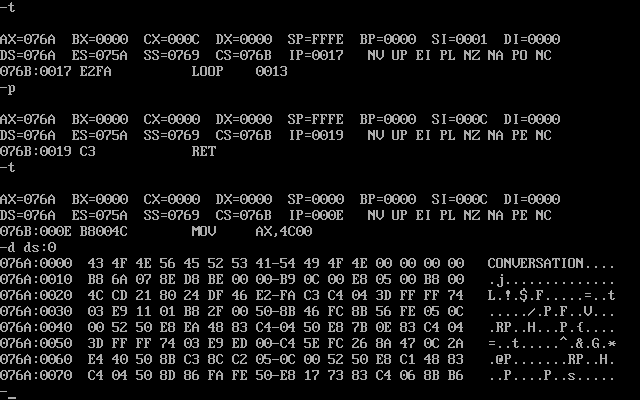 -t
AX=076A  BX=0000  CX=000C  DX=0000  SP=FFFE  BP=0000  SI=0001  DI=0000
DS=076A  ES=075A  SS=0769  CS=076B  IP=0017   NV UP EI PL NZ NA PO NC
076B:0017 E2FA          LOOP    0013
-p
AX=076A  BX=0000  CX=0000  DX=0000  SP=FFFE  BP=0000  SI=000C  DI=0000
DS=076A  ES=075A  SS=0769  CS=076B  IP=0019   NV UP EI PL NZ NA PE NC
076B:0019 C3            RET
-t
AX=076A  BX=0000  CX=0000  DX=0000  SP=FFFE  BP=0000  SI=000C  DI=0000
DS=076A  ES=075A  SS=0769  CS=076B  IP=000E   NV UP EI PL NZ NA PE NC
076B:000E B8004C        MOV     AX,4C00
-d ds:0
076A:0000  43 4F 4E 56 45 52 53 41-54 49 4F 4E 00 00 00 00   CONVERSATION....
076A:0010  B8 6A 07 8E D8 BE 00 00-B9 0C 00 E8 05 00 B8 00   .j..............
076A:0020  4C CD 21 80 24 DF 46 E2-FA C3 C4 04 3D FF FF 74   L.!.$.F.....=..t
076A:0030  03 E9 11 01 B8 2F 00 50-8B 46 FC 8B 56 FE 05 0C   ...../.P.F..V...
076A:0040  00 52 50 E8 EA 48 83 C4-04 50 E8 7B 0E 83 C4 04   .RP..H...P.{....
076A:0050  3D FF FF 74 03 E9 ED 00-C4 5E FC 26 8A 47 0C 2A   =..t.....^.&.G.*
076A:0060  E4 40 50 8B C3 8C C2 05-0C 00 52 50 E8 C1 48 83   .@P.......RP..H.
076A:0070  C4 04 50 8D 86 FA FE 50-E8 17 73 83 C4 06 8B B6   ..P....P..s.....
-